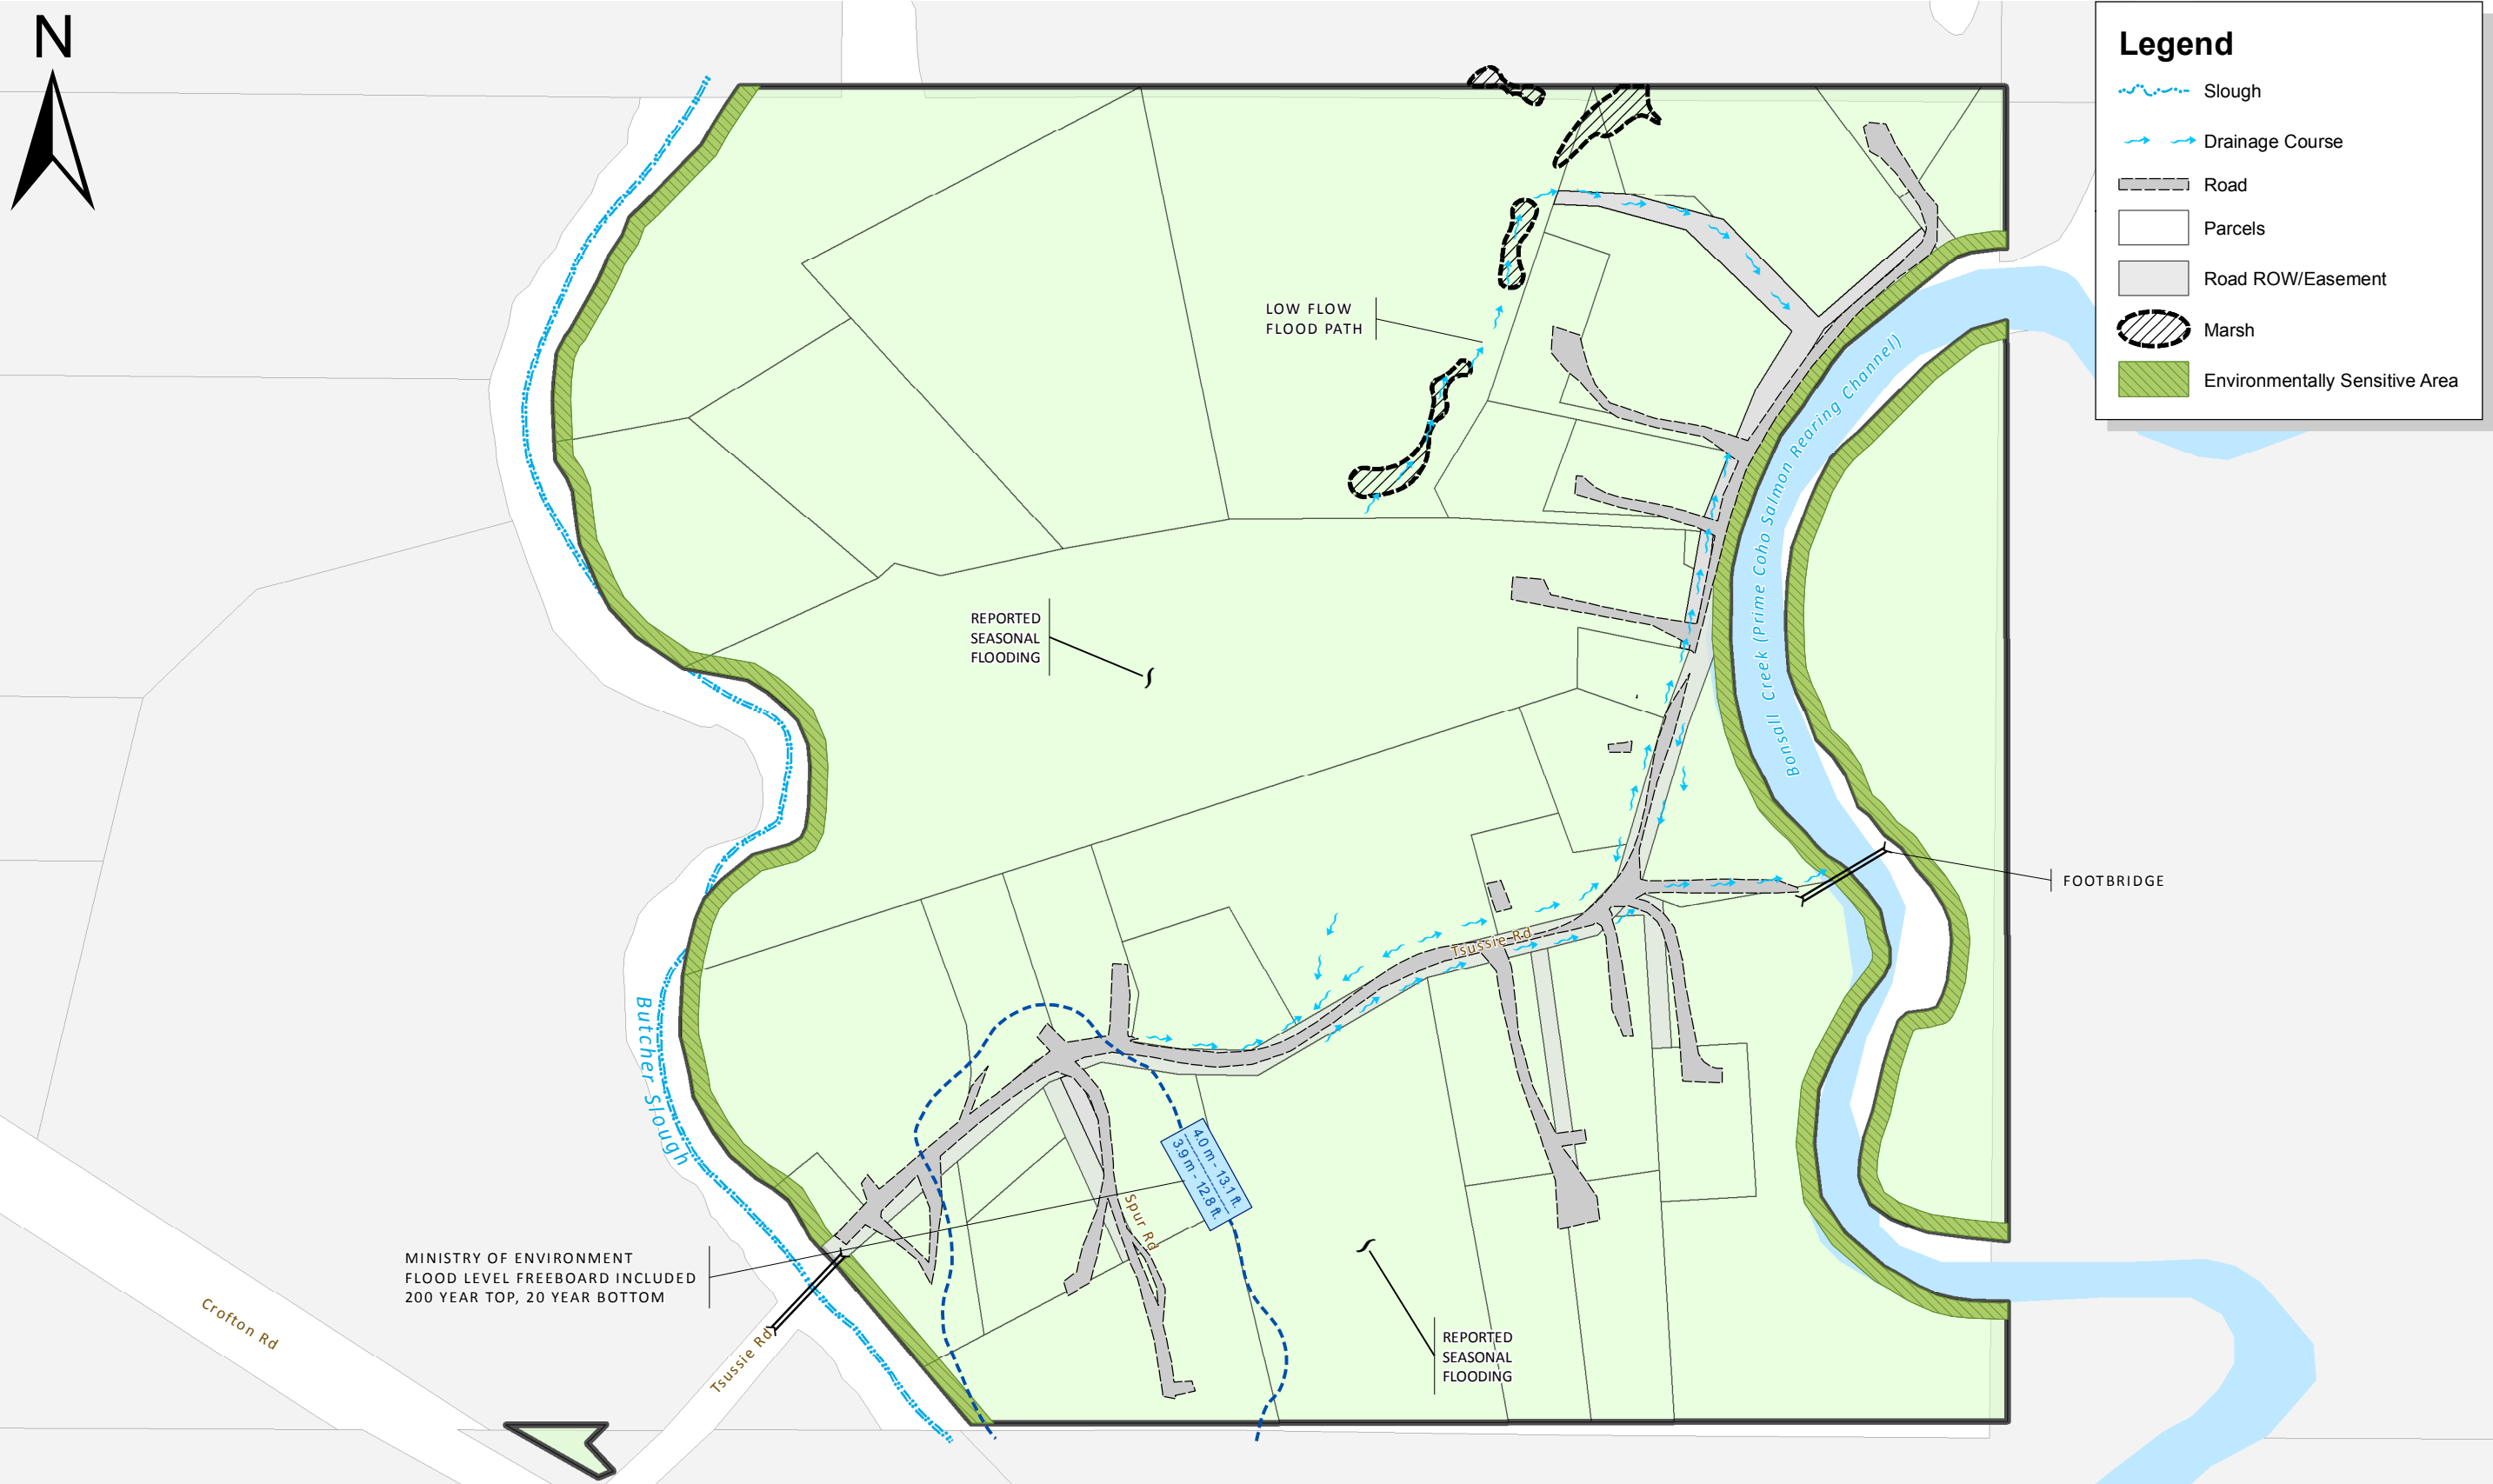 N
Legend
Slough
Drainage Course
Road
Parcels
Road ROW/Easement
Marsh
Environmentally Sensitive Area
LOW FLOW
FLOOD PATH
Bonsall Creek (Prime Coho Salmon Rearing Channel)
REPORTED
SEASONAL
FLOODING
FOOTBRIDGE
Tsussie Rd
Butcher Slough
4.0 m - 13.1 ft.
3.9 m - 12.8 ft.
Spur Rd
MINISTRY OF ENVIRONMENT
FLOOD LEVEL FREEBOARD INCLUDED
200 YEAR TOP, 20 YEAR BOTTOM
Crofton Rd
Tsussie Rd
REPORTED
SEASONAL
FLOODING